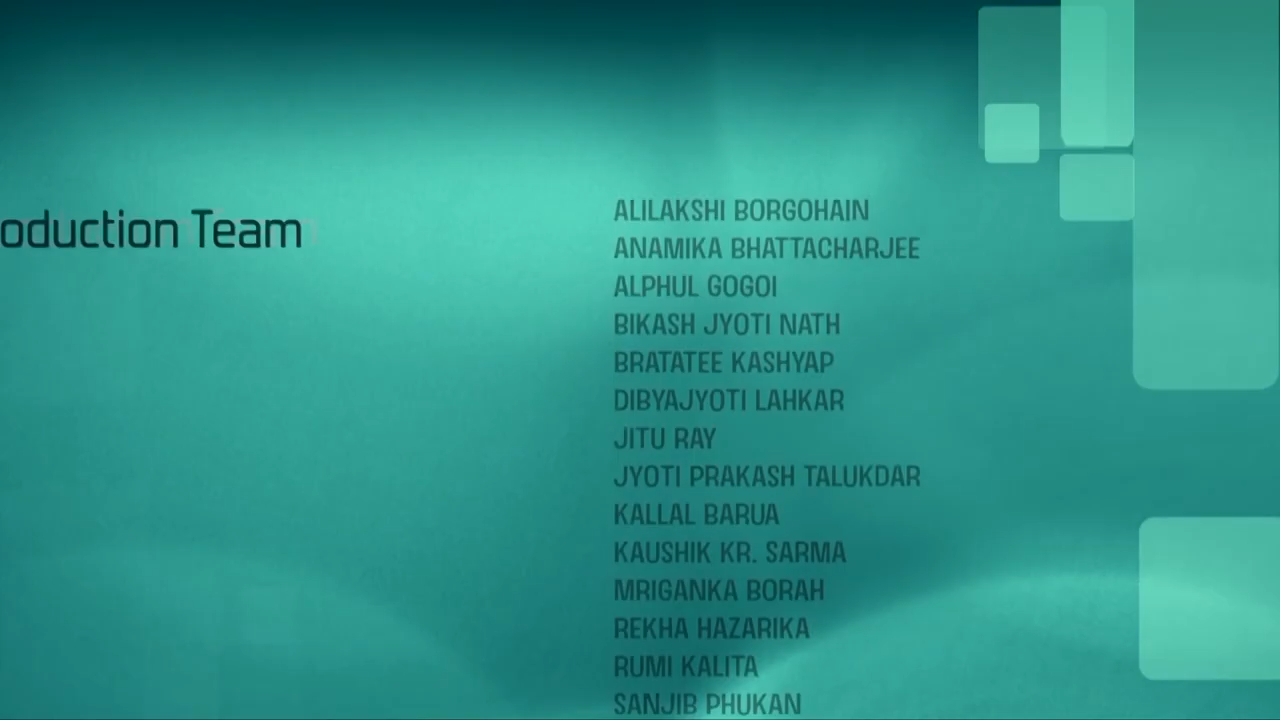 oduction Team
ALILAKSHI BORGOHAIN
ANAMIKA BHATTACHARJEE
ALPHUL GOGOI
BIKASH JYOTI NATH
BRATATEE KASHYAP
DIBYAJYOTI LAHKAR
JITU RAY
JYOTI PRAKASH TALUKDAR
KALLAL BARUA
KAUSHIK KR. SARMA
MRIGANKA BORAH
REKHA HAZARIKA
RUMI KALITA
SANJIB PHUKAN